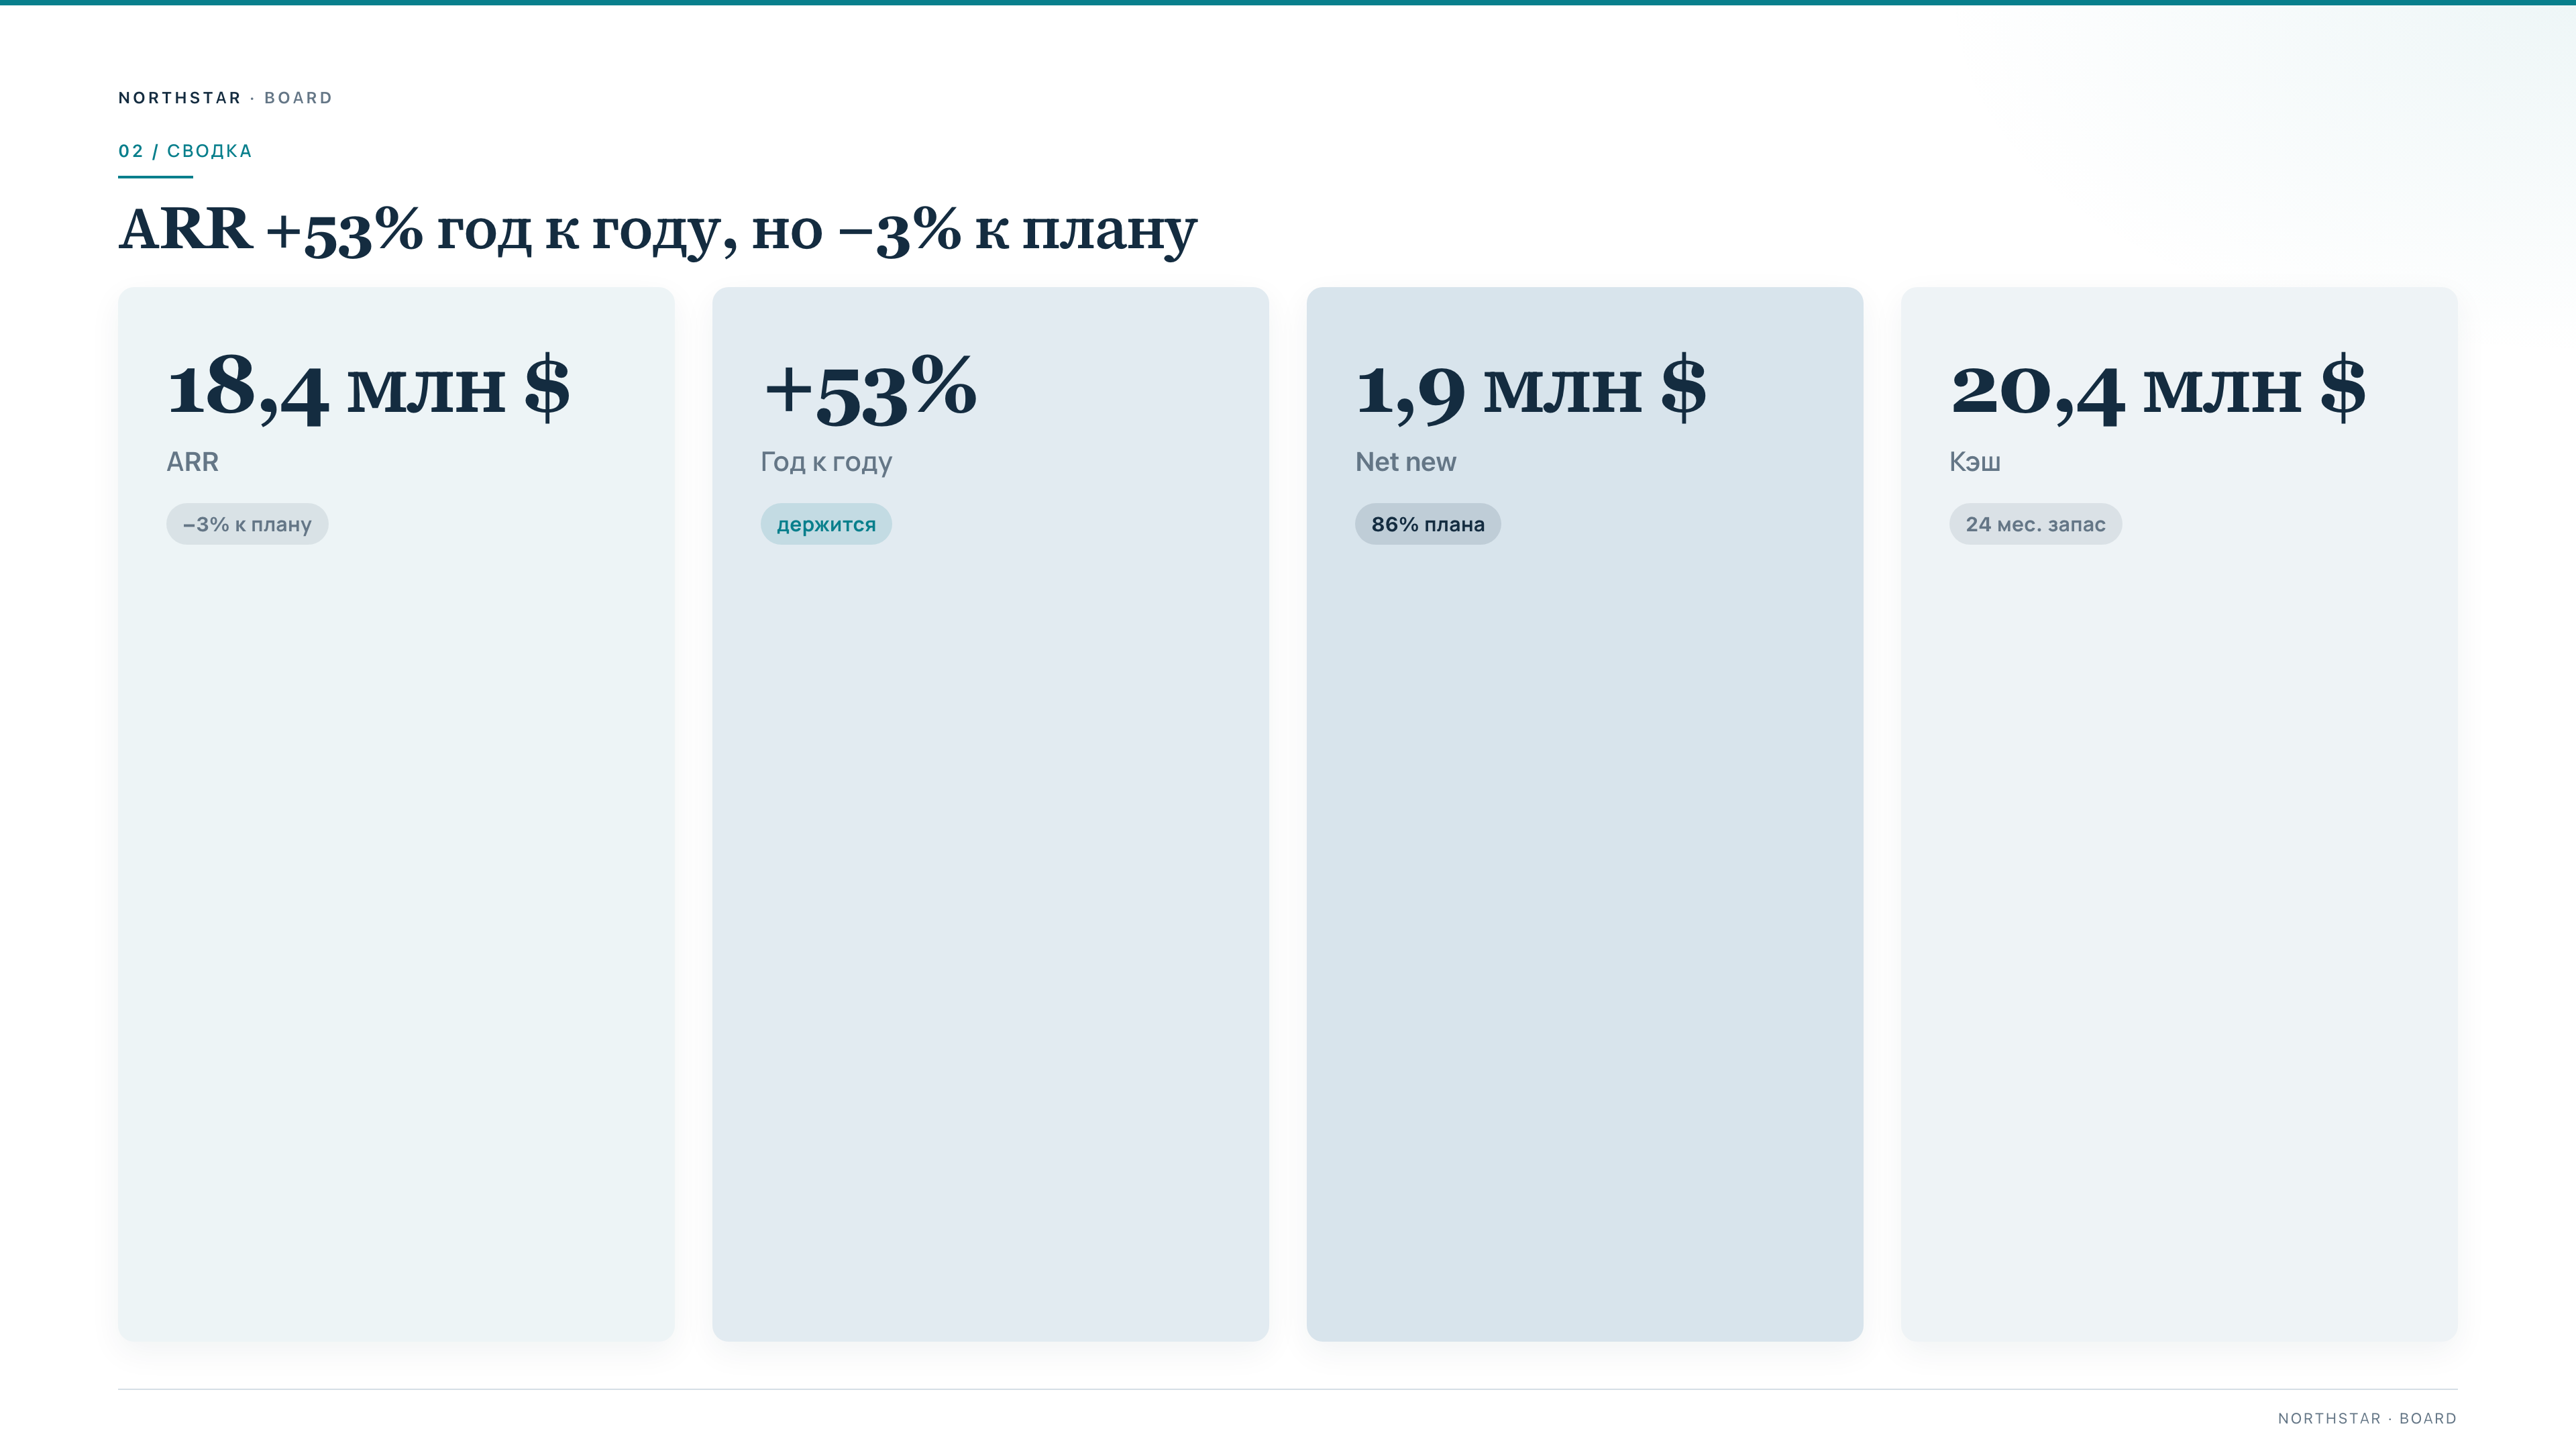 NORTHSTAR · BOARD
02 / СВОДКА
ARR +53% год к году, но −3% к плану
18,4 млн $
ARR
−3% к плану
+53%
Год к году
держится
1,9 млн $
Net new
86% плана
20,4 млн $
Кэш
24 мес. запас
NORTHSTAR · BOARD